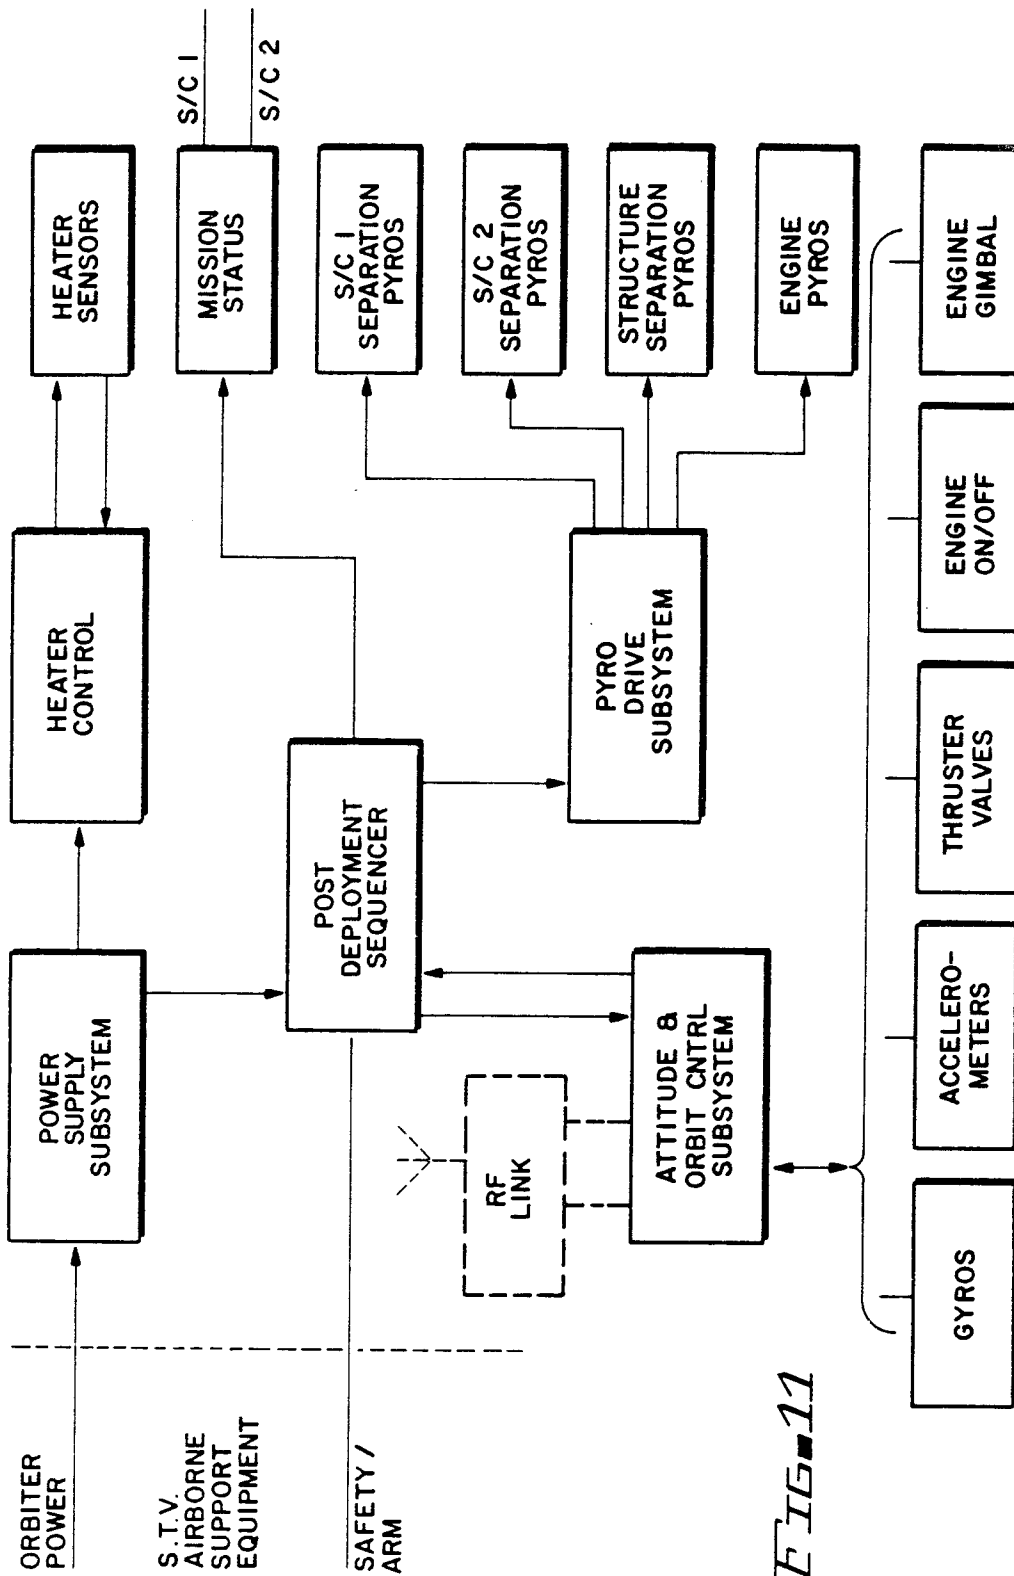 ORBITER
POWER
S.T.V.
AIRBORNE
SUPPORT
EQUIPMENT
SAFETY /
ARM
POWER
SUPPLY
SUBSYSTEM
HEATER
CONTROL
HEATER
SENSORS
POST
DEPLOYMENT
SEQUENCER
MISSION
STATUS
S/C 1
S/C 2
S/C 1
SEPARATION
PYROS
S/C 2
SEPARATION
PYROS
STRUCTURE
SEPARATION
PYROS
ENGINE
PYROS
PYRO
DRIVE
SUBSYSTEM
RF
LINK
ATTITUDE &
ORBIT CNTRL
SUBSYSTEM
GYROS
ACCELERO-
METERS
THRUSTER
VALVES
ENGINE
ON/OFF
ENGINE
GIMBAL
FIG-11